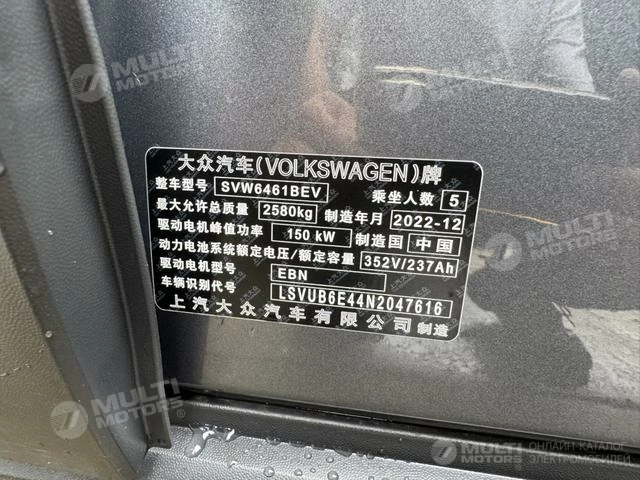 MULTI MOTORS
MULTI MOTORS
大众汽车(VOLKSWAGEN)牌
整车型号 SVW6461BEV 乘坐人数 5
最大允许总质量 2580kg 制造年月 2022-12
驱动电机峰值功率 150 kW 制造国 中国
动力电池系统额定电压/额定容量 352V/237Ah
驱动电机型号 EBN
车辆识别代号 LSVUB6E44N2047616
上汽大众汽车有限公司 制造
MULTI MOTORS
MULTI MOTORS
MULTI MOTORS
ОНЛАЙН КАТАЛОГ
ЭЛЕКТРОМОБИЛЕЙ